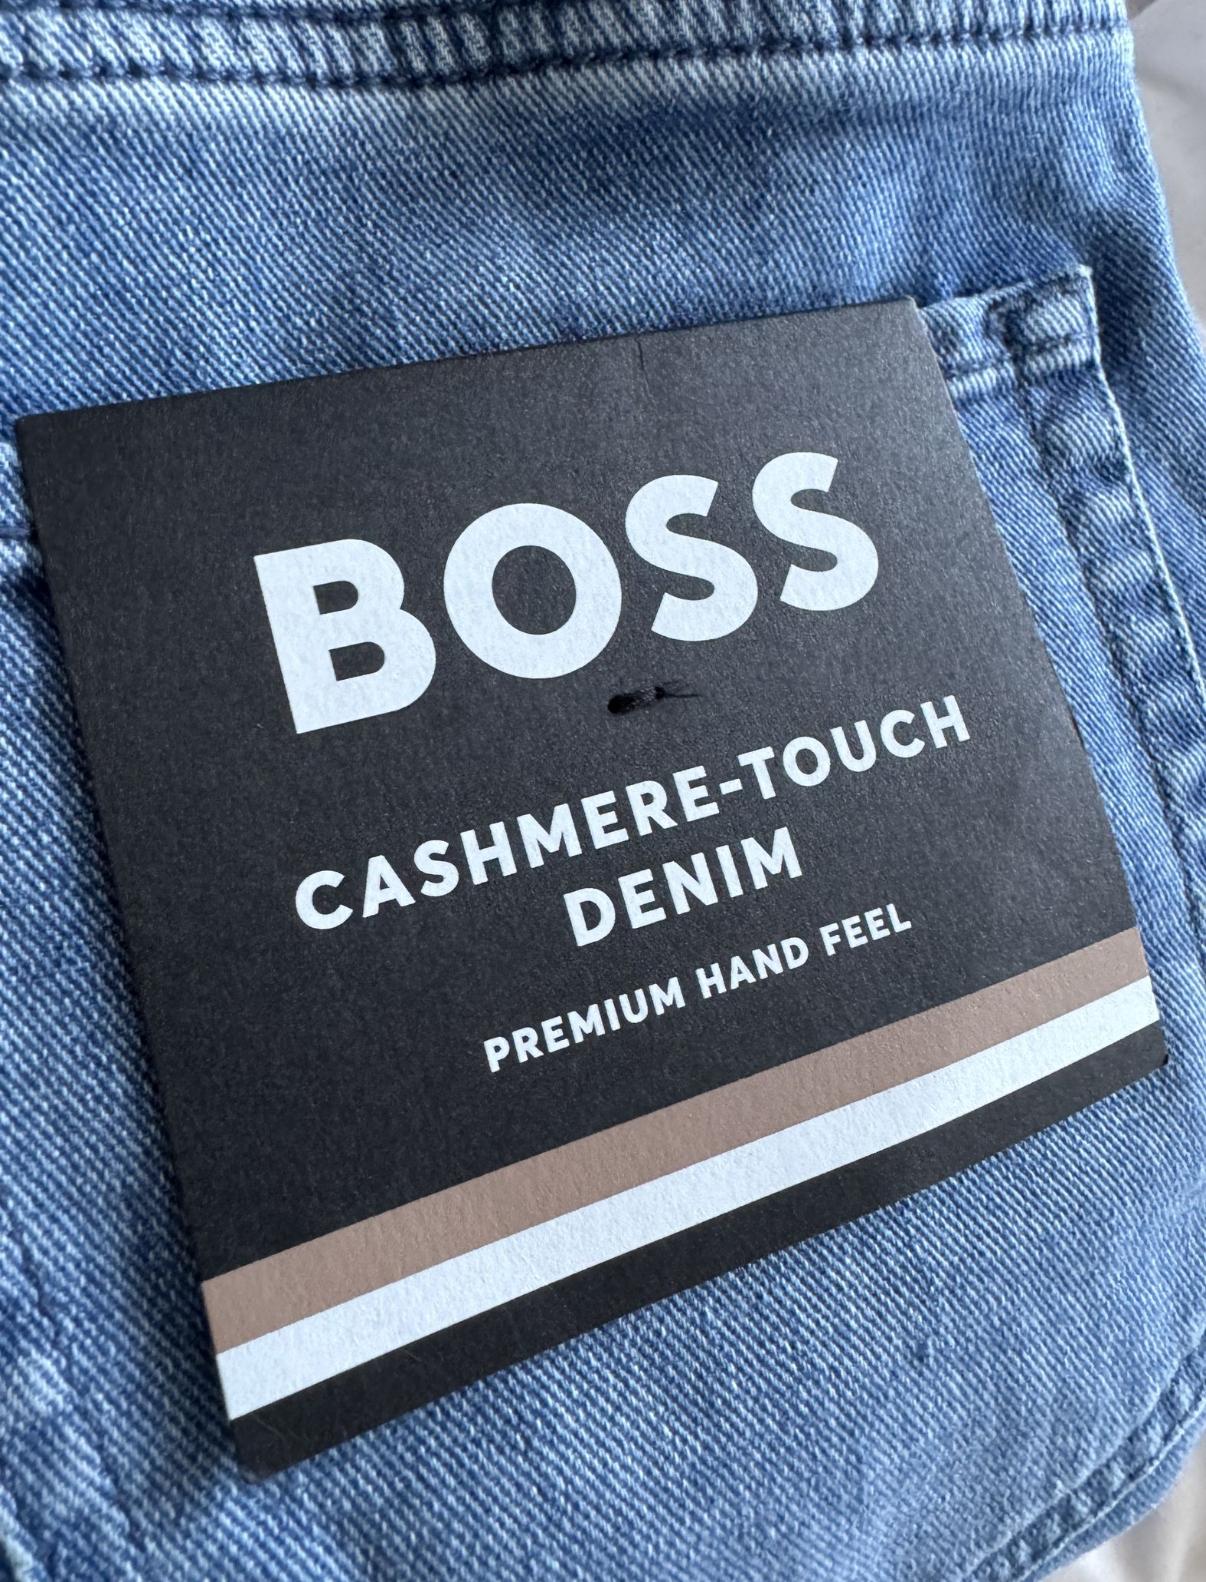 BOSS
CASHMERE-TOUCH
DENIM
PREMIUM HAND FEEL